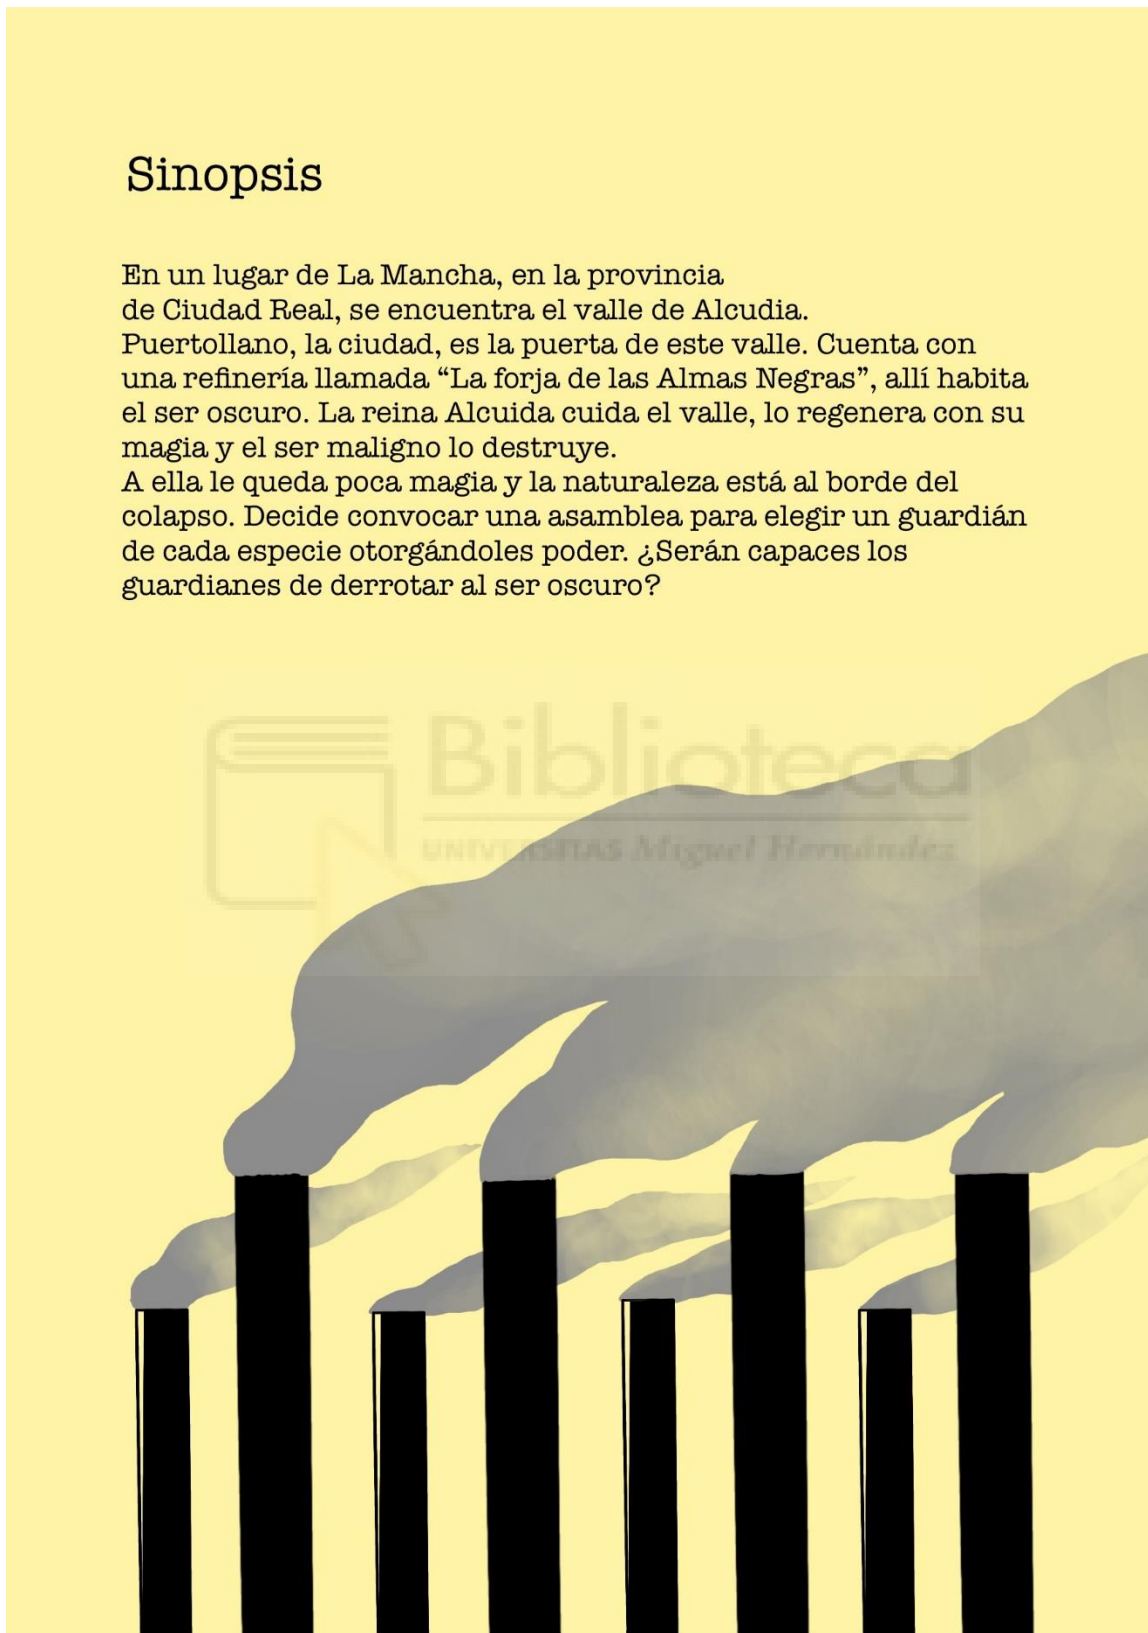 Sinopsis
En un lugar de La Mancha, en la provincia
de Ciudad Real, se encuentra el valle de Alcudia.
Puertollano, la ciudad, es la puerta de este valle. Cuenta con
una refinería llamada “La forja de las Almas Negras”, allí habita
el ser oscuro. La reina Alcuida cuida el valle, lo regenera con su
magia y el ser maligno lo destruye.
A ella le queda poca magia y la naturaleza está al borde del
colapso. Decide convocar una asamblea para elegir un guardián
de cada especie otorgándoles poder. ¿Serán capaces los
guardianes de derrotar al ser oscuro?
Biblioteca
UNIVERSITAS Miguel Hernández